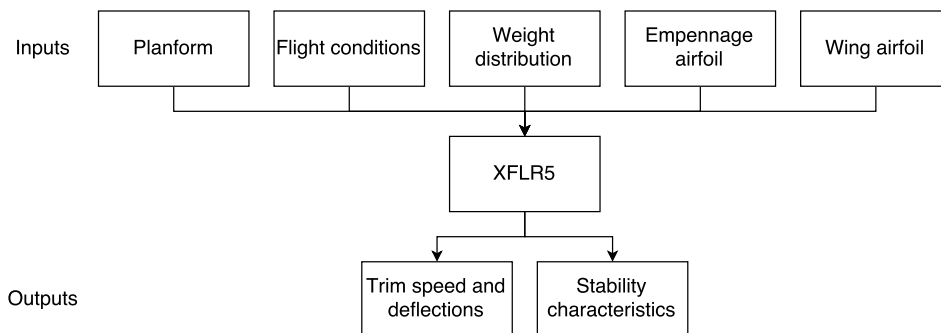 Inputs
Planform
Flight conditions
Weight
distribution
Empennage
airfoil
Wing airfoil
XFLR5
Outputs
Trim speed and
deflections
Stability
characteristics